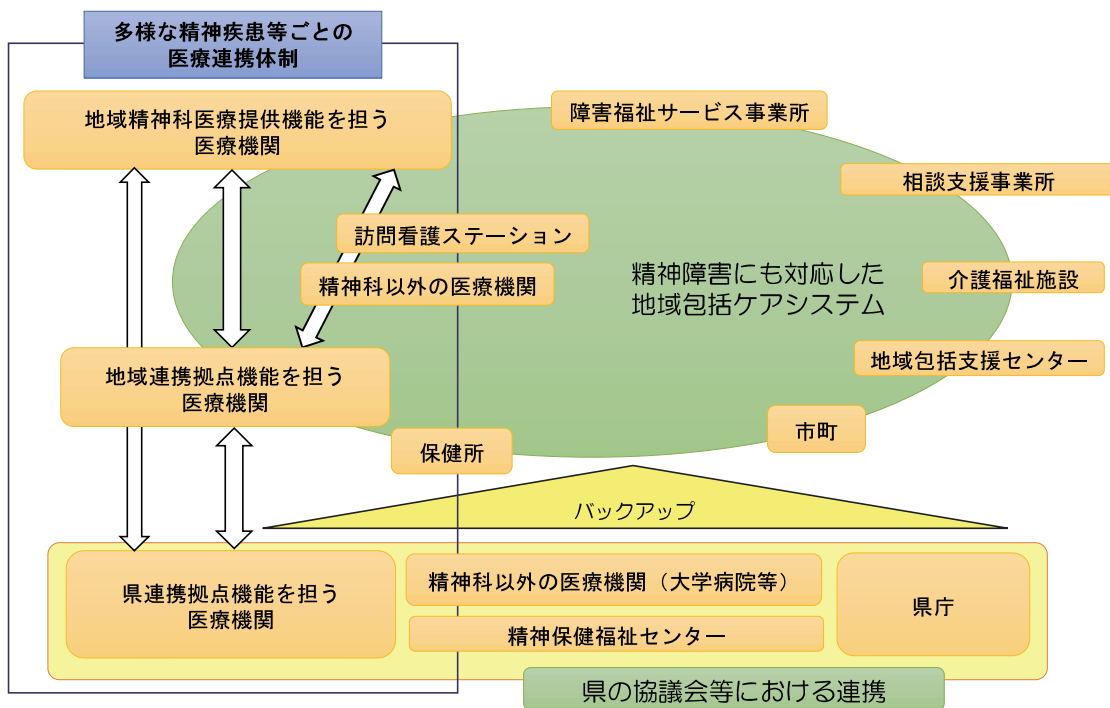 多様な精神疾患等ごとの
医療連携体制
地域精神科医療提供機能を担う
医療機関
障害福祉サービス事業所
相談支援事業所
訪問看護ステーション
精神科以外の医療機関
精神障害にも対応した
地域包括ケアシステム
介護福祉施設
地域包括支援センター
地域連携拠点機能を担う
医療機関
市町
保健所
バックアップ
県連携拠点機能を担う
医療機関
精神科以外の医療機関（大学病院等）
精神保健福祉センター
県庁
県の協議会等における連携